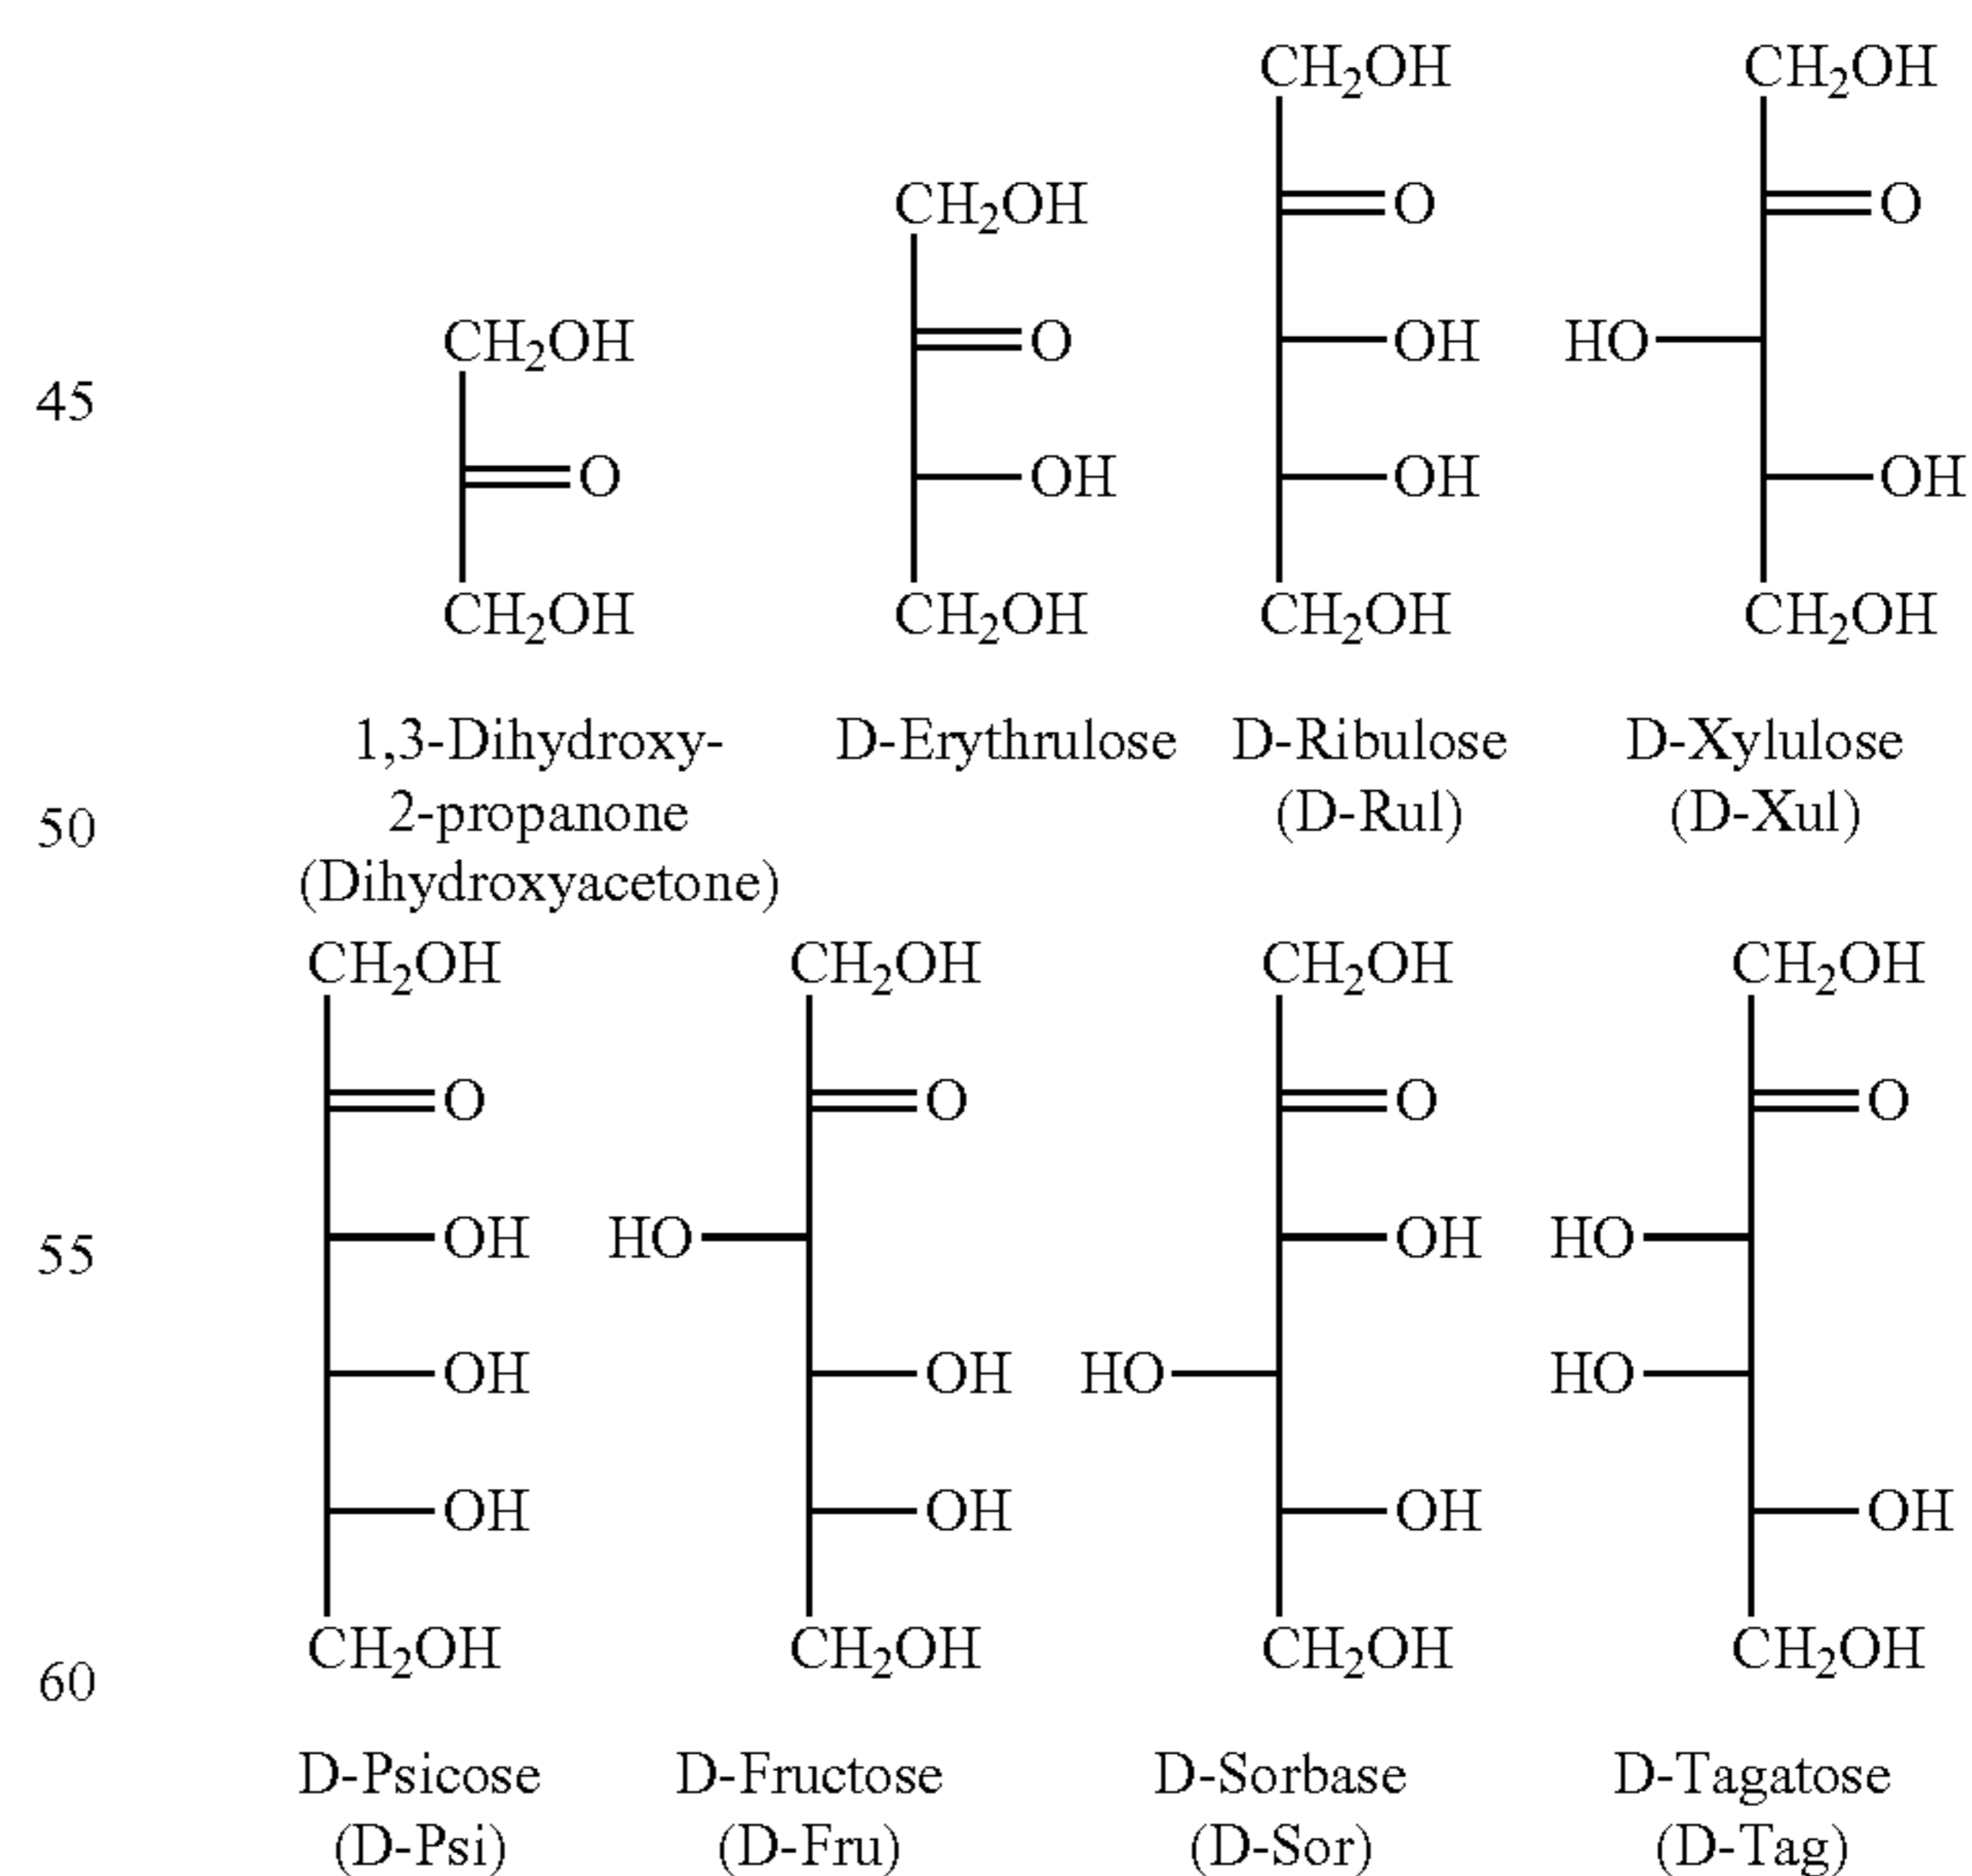 CH₂OH CH₂OH
CH₂OH O O
CH₂OH O OH HO
45
O OH OH OH
CH₂OH CH₂OH CH₂OH CH₂OH
1,3-Dihydroxy- D-Erythrulose D-Ribulose D-Xylulose
50 2-propanone (D-Rul) (D-Xul)
(Dihydroxyacetone)
CH₂OH CH₂OH CH₂OH CH₂OH
O O O O
55 OH HO OH HO
OH OH HO HO
OH OH OH OH
CH₂OH CH₂OH CH₂OH CH₂OH
60
D-Psicose D-Fructose D-Sorbase D-Tagatose
(D-Psi) (D-Fru) (D-Sor) (D-Tag)